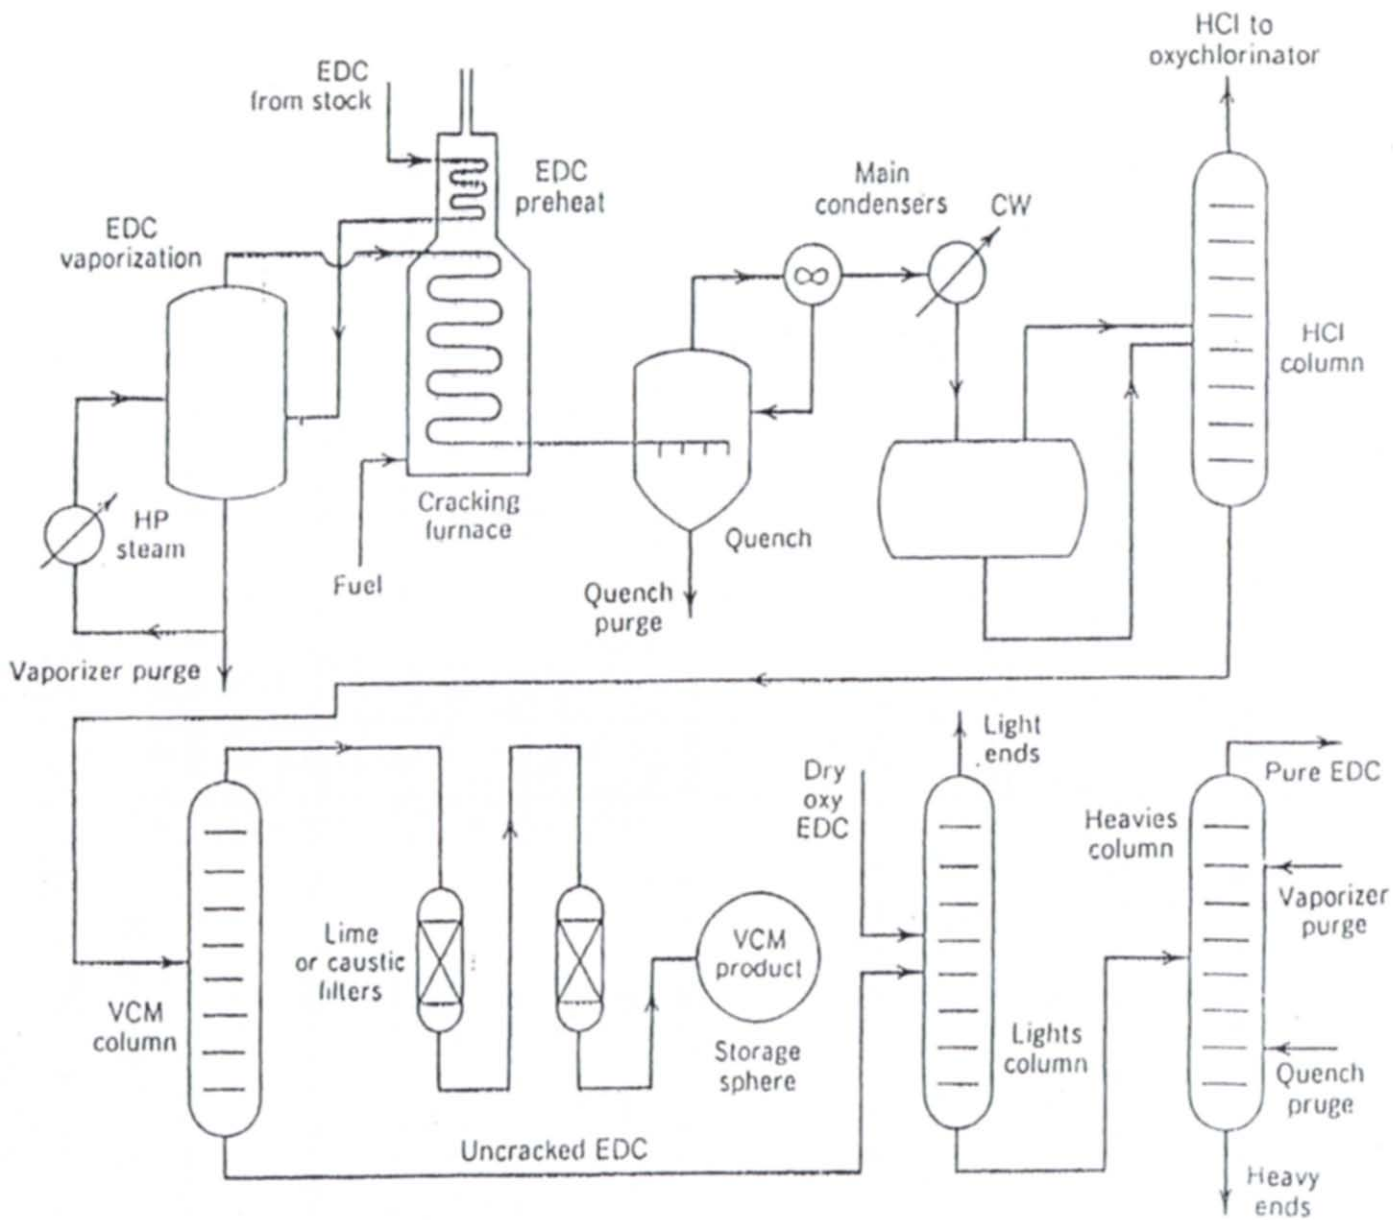 HCl to
oxychlorinator
EDC
from stock
EDC
preheat
Main
condensers
CW
EDC
vaporization
HCl
column
HP
steam
Cracking
furnace
Quench
Fuel
Quench
purge
Vaporizer purge
Light
ends
Dry
oxy
EDC
Pure EDC
Heavies
column
Vaporizer
purge
Lime
or caustic
filters
VCM
product
VCM
column
Lights
column
Storage
sphere
Quench
pruge
Uncracked EDC
Heavy
ends